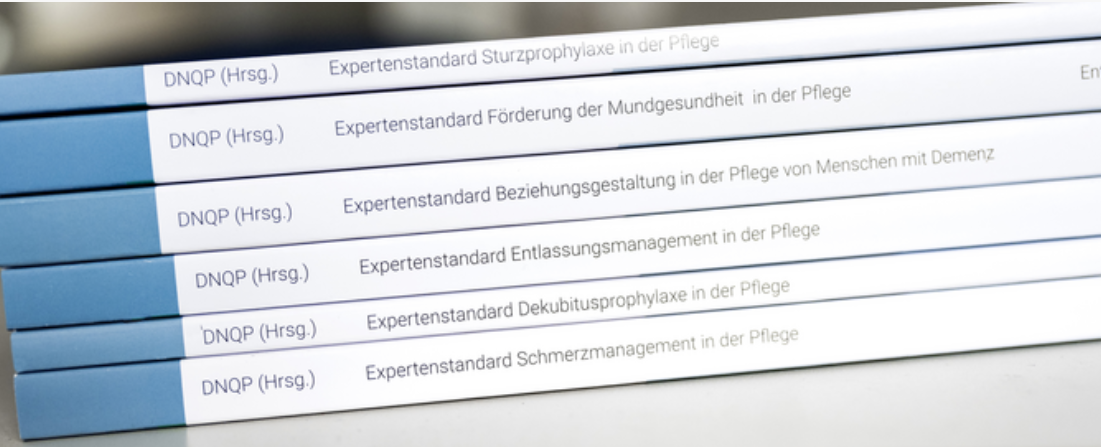 DNQP (Hrsg.) Expertenstandard Sturzprophylaxe in der Pflege
DNQP (Hrsg.) Expertenstandard Förderung der Mundgesundheit in der Pflege
DNQP (Hrsg.) Expertenstandard Beziehungsgestaltung in der Pflege von Menschen mit Demenz
DNQP (Hrsg.) Expertenstandard Entlassungsmanagement in der Pflege
DNQP (Hrsg.) Expertenstandard Dekubitusprophylaxe in der Pflege
DNQP (Hrsg.) Expertenstandard Schmerzmanagement in der Pflege